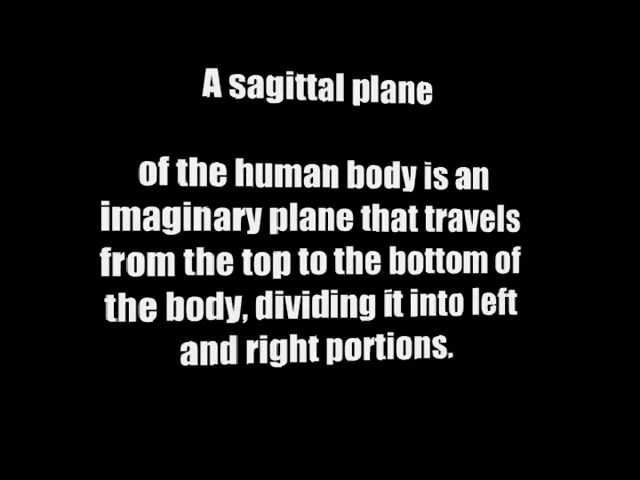 A sagittal plane
of the human body is an
imaginary plane that travels
from the top to the bottom of
the body, dividing it into left
and right portions.